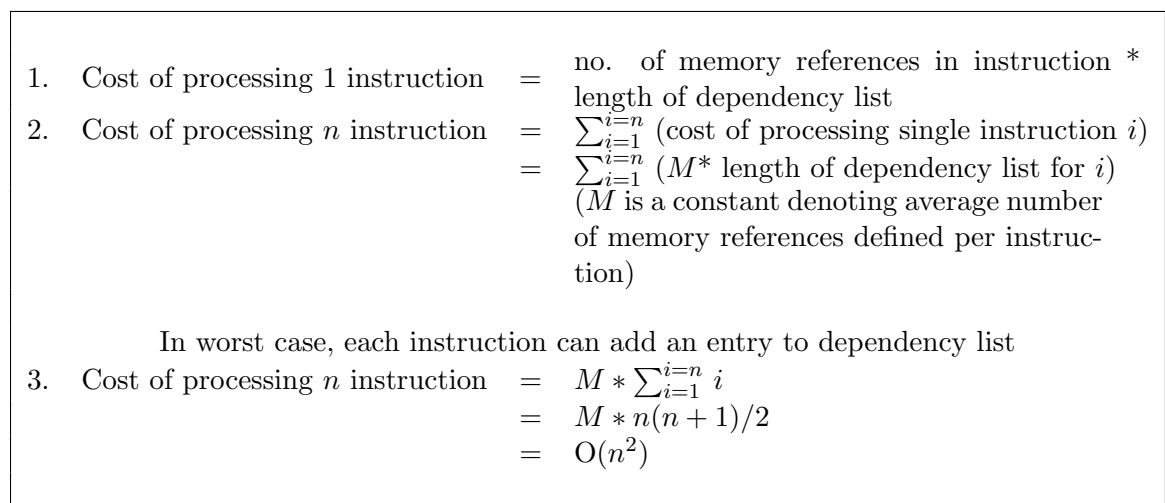 no. of memory references in instruction *
1. Cost of processing 1 instruction =
length of dependency list
2. Cost of processing n instruction = ∑_{i=1}^{i=n} (cost of processing single instruction i)
= ∑_{i=1}^{i=n} (M* length of dependency list for i)
(M is a constant denoting average number
of memory references defined per instruc-
tion)
In worst case, each instruction can add an entry to dependency list
3. Cost of processing n instruction = M * ∑_{i=1}^{i=n} i
= M * n(n + 1)/2
= O(n²)